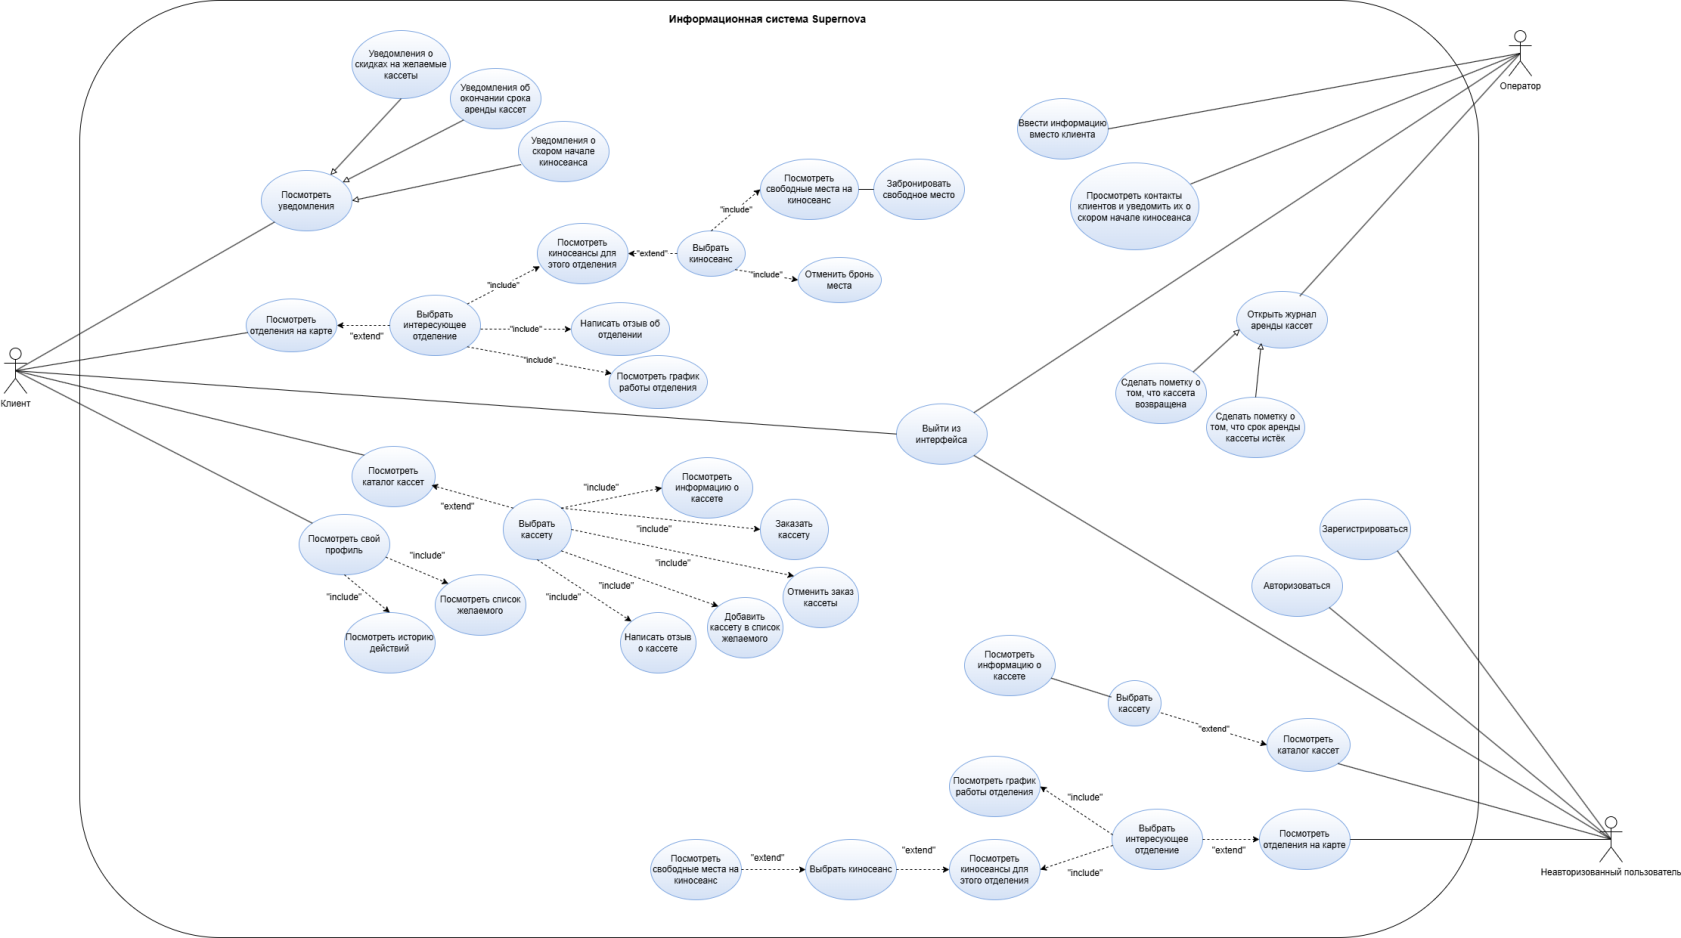 Информационная система Supernova
Уведомления о
скидках на желаемые
кассеты
Уведомления об
окончании срока
аренды кассет
Уведомления о
скором начале
киносеанса
Посмотреть
уведомления
Оператор
Ввести информацию
вместо клиента
Просмотреть контакты
клиентов и уведомить их о
скором начале киносеанса
Посмотреть
свободные места на
киносеанс
Забронировать
свободное место
"include"
Посмотреть
киносеансы для
этого отделения
"extend"
Выбрать
киносеанс
"include"
Отменить бронь
места
"include"
Посмотреть
отделения на карте
"extend"
Выбрать
интересующее
отделение
"include"
Написать отзыв об
отделении
"include"
Посмотреть график
работы отделения
Открыть журнал
аренды кассет
Сделать пометку о
том, что кассета
возвращена
Сделать пометку о
том, что срок аренды
кассеты истёк
Клиент
Выйти из
интерфейса
Посмотреть
каталог кассет
"extend"
Выбрать
кассету
"include"
Посмотреть
информацию о
кассете
"include"
Заказать
кассету
"include"
Отменить заказ
кассеты
"include"
Добавить
кассету в список
желаемого
"include"
Написать отзыв
о кассете
Посмотреть свой
профиль
"include"
Посмотреть список
желаемого
"include"
Посмотреть историю
действий
Зарегистрироваться
Авторизоваться
Посмотреть
информацию о
кассете
Выбрать
кассету
"extend"
Посмотреть
каталог кассет
Посмотреть график
работы отделения
"include"
Выбрать
интересующее
отделение
"extend"
Посмотреть
отделения на карте
"include"
Посмотреть
свободные места на
киносеанс
"extend"
Выбрать киносеанс
"extend"
Посмотреть
киносеансы для
этого отделения
Неавторизованный пользователь